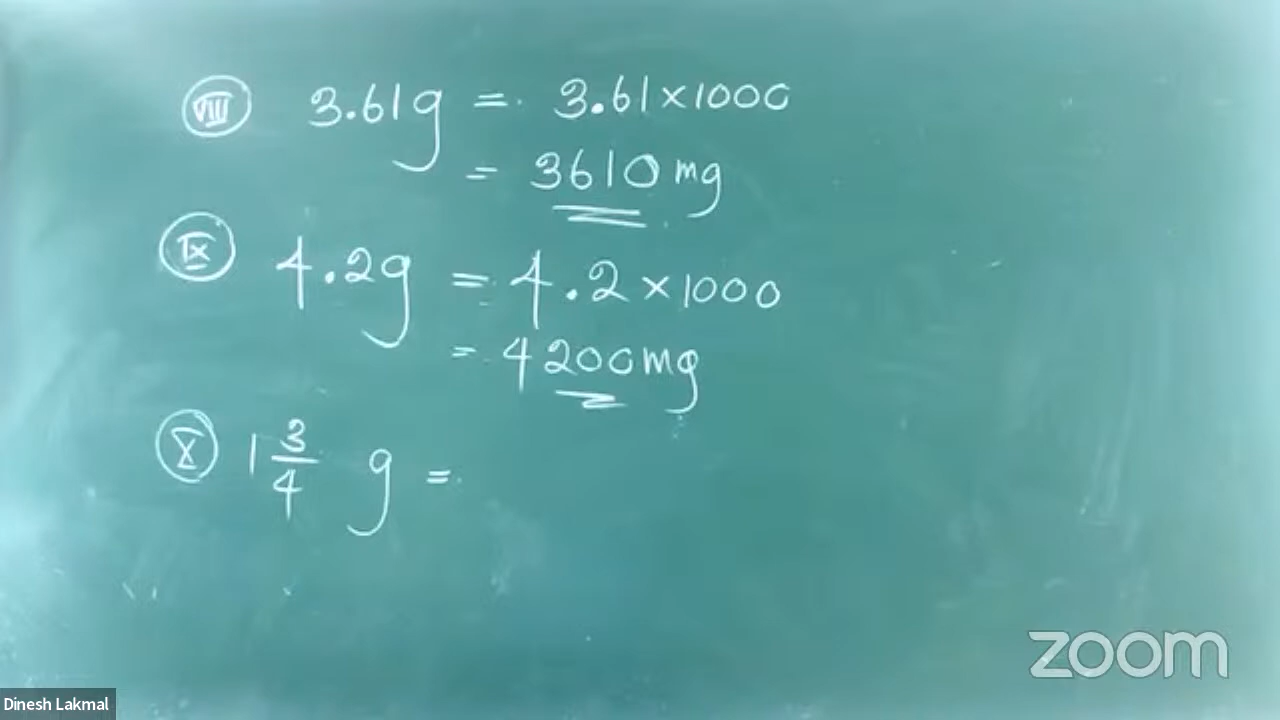 VIII 3.61g = 3.61×1000
= 3610 mg
IX 4.2g = 4.2×1000
= 4200mg
X 1 3/4 g =
zoom
Dinesh Lakmal